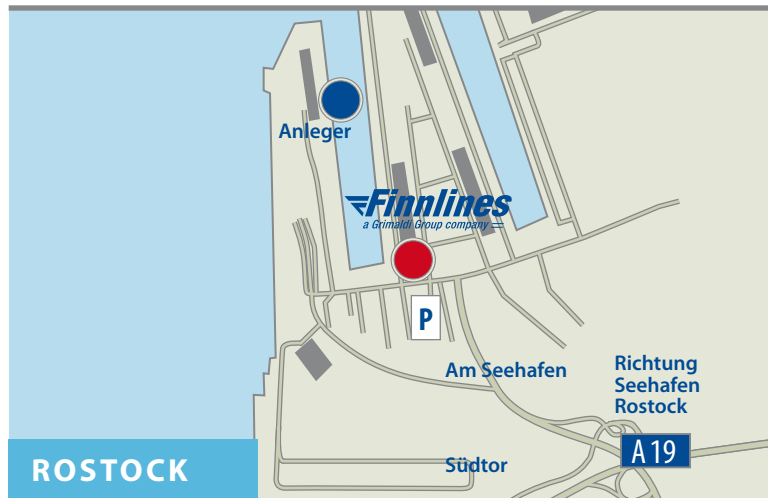 Anleger
Finnlines
a Grimaldi Group company
P
Am Seehafen
Richtung
Seehafen
Rostock
A 19
Südtor
ROSTOCK